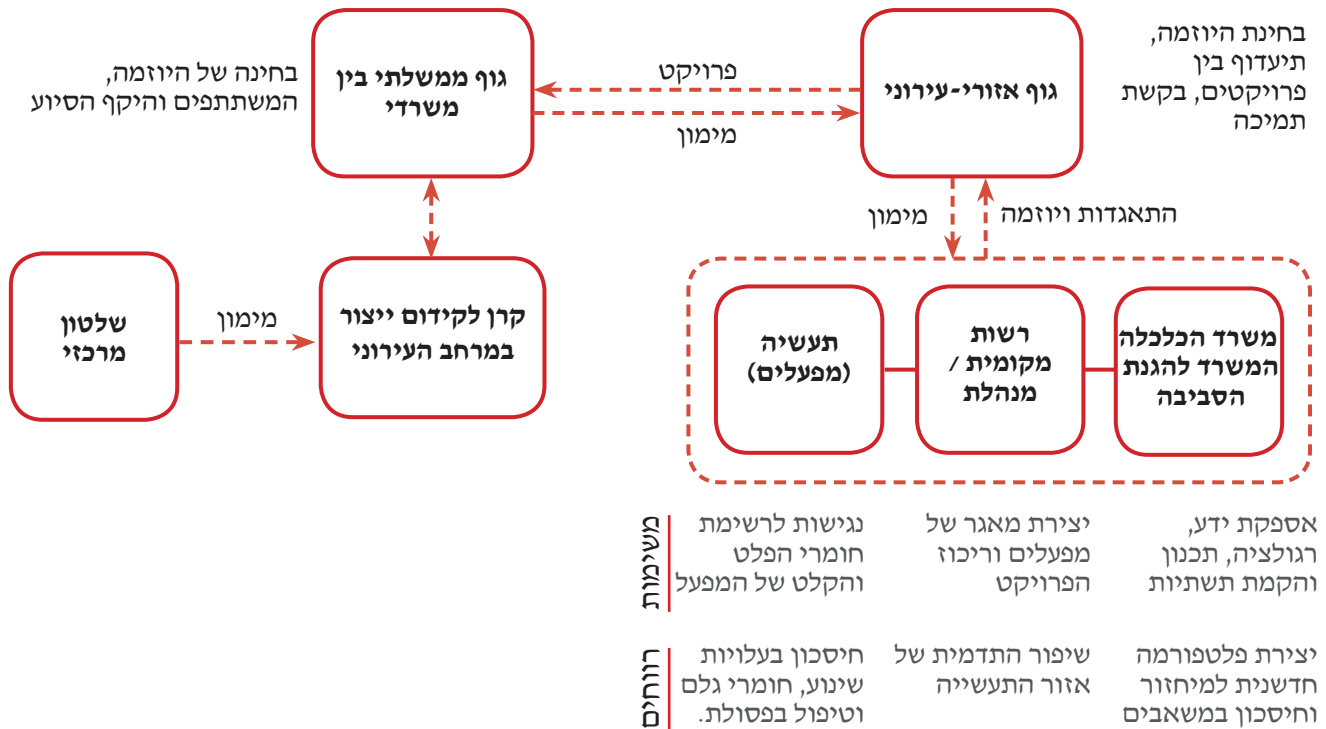 בחינת היוזמה,
תיעדוף בין
פרויקטים, בקשת
תמיכה
גוף אזורי-עירוני
פרויקט
מימון
גוף ממשלתי בין
משרדי
בחינה של היוזמה,
המשתתפים והיקף הסיוע
התאגדות ויוזמה
מימון
קרן לקידום ייצור
במרחב העירוני
מימון
שלטון
מרכזי
משרד הכלכלה
המשרד להגנת
הסביבה
רשות
מקומית /
מנהלת
תעשיה
(מפעלים)
אספקת ידע,
רגולציה, תכנון
והקמת תשתיות
יצירת מאגר של
מפעלים וריכוז
הפרויקט
נגישות לרשימת
חומרי הפלט
והקלט של המפעל
משימות
יצירת פלטפורמה
חדשנית למיחזור
וחיסכון במשאבים
שיפור התדמית של
אזור התעשייה
חיסכון בעלויות
שינוע, חומרי גלם
וטיפול בפסולת.
רווחים